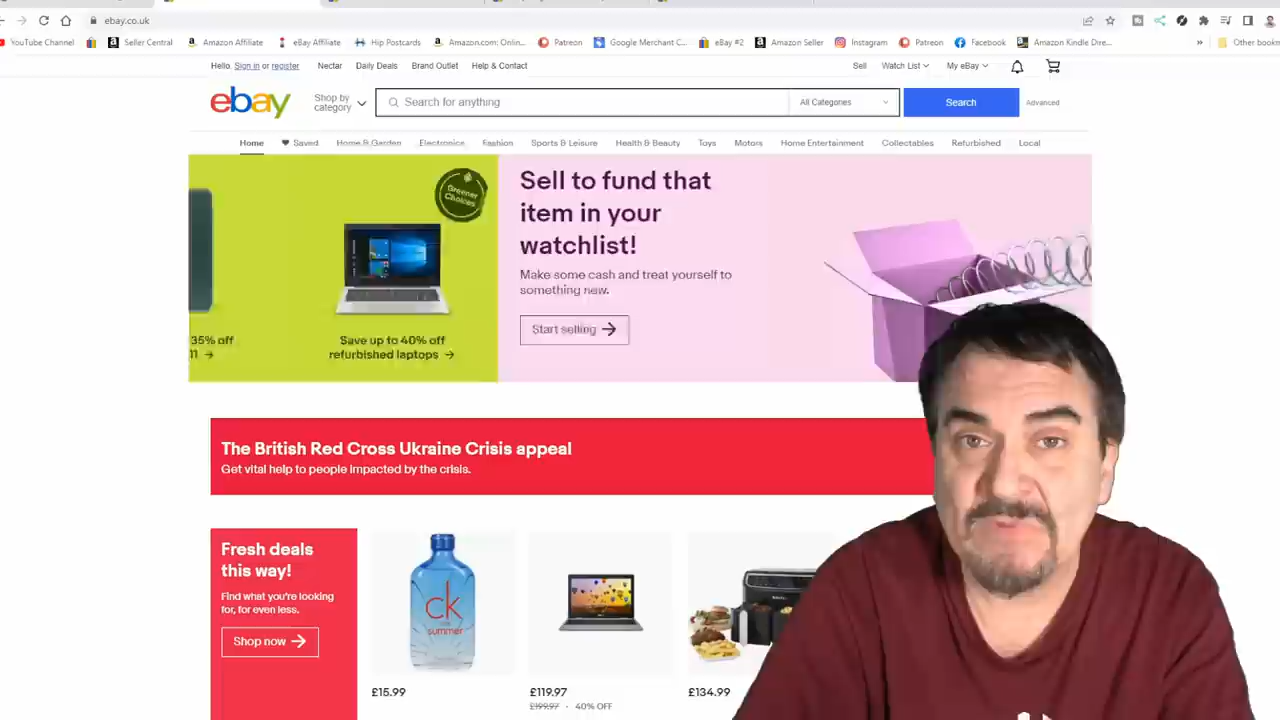 ebay.co.uk
YouTube Channel
Seller Central
Amazon Affiliate
eBay Affiliate
Hip Postcards
Amazon.com: Onlin...
Patreon
Google Merchant C...
eBay #2
Amazon Seller
Instagram
Patreon
Facebook
Amazon Kindle Dire...
»
Other bookm
Hello. Sign in or register
Nectar
Daily Deals
Brand Outlet
Help & Contact
Sell
Watch List
My eBay
ebay
Shop by
category
Search for anything
All Categories
Search
Advanced
Home
Saved
Home & Garden
Electronics
Fashion
Sports & Leisure
Health & Beauty
Toys
Motors
Home Entertainment
Collectables
Refurbished
Local
Greener
Choices
35% off
11 →
Save up to 40% off
refurbished laptops →
Sell to fund that
item in your
watchlist!
Make some cash and treat yourself to
something new.
Start selling →
The British Red Cross Ukraine Crisis appeal
Get vital help to people impacted by the crisis.
Fresh deals
this way!
Find what you're looking
for, for even less.
Shop now →
ck
summer
£15.99
£119.97
£199.97 · 40% OFF
£134.99